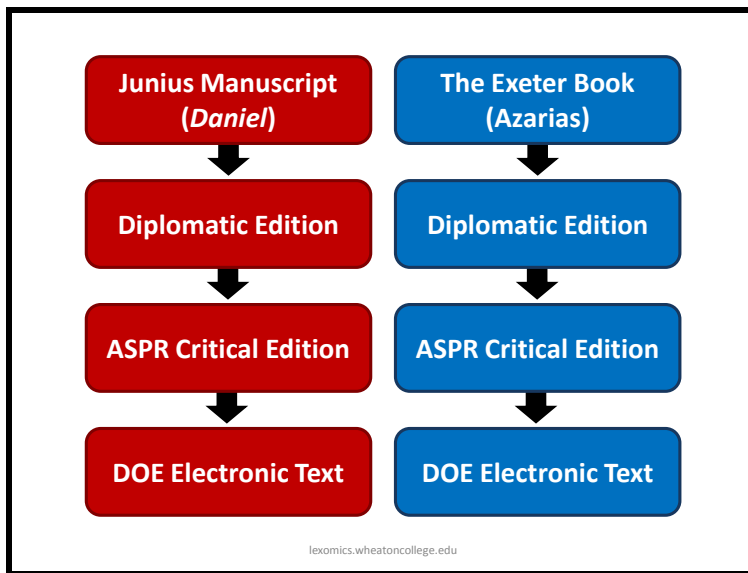 Junius Manuscript
(Daniel)
Diplomatic Edition
ASPR Critical Edition
DOE Electronic Text
The Exeter Book
(Azarias)
Diplomatic Edition
ASPR Critical Edition
DOE Electronic Text
lexomics.wheatoncollege.edu